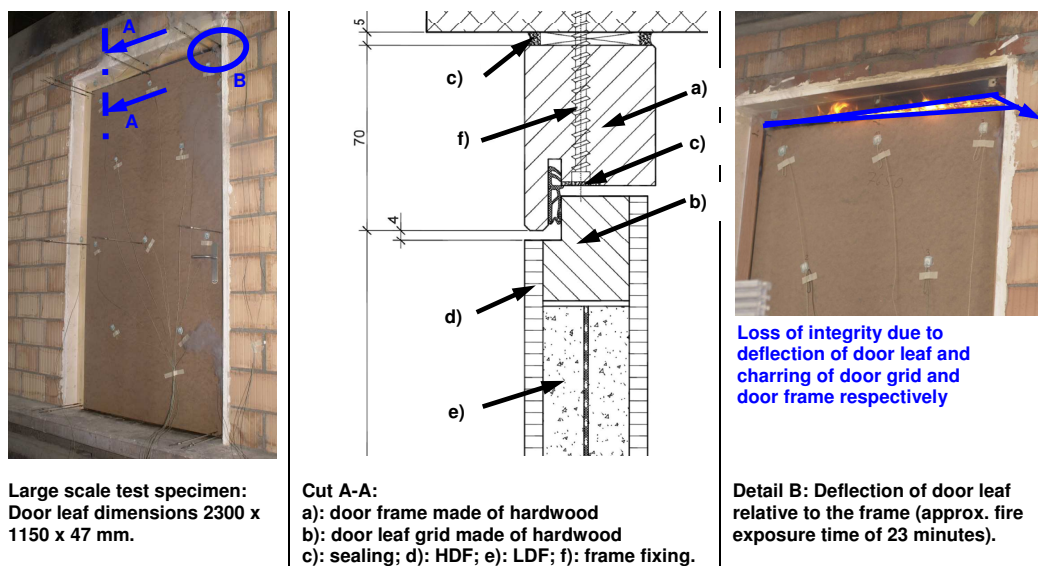 A
A
B
5
c)
a)
f)
70
c)
b)
4
d)
e)
Loss of integrity due to
deflection of door leaf and
charring of door grid and
door frame respectively
Large scale test specimen:
Door leaf dimensions 2300 x
1150 x 47 mm.
Cut A-A:
a): door frame made of hardwood
b): door leaf grid made of hardwood
c): sealing; d): HDF; e): LDF; f): frame fixing.
Detail B: Deflection of door leaf
relative to the frame (approx. fire
exposure time of 23 minutes).